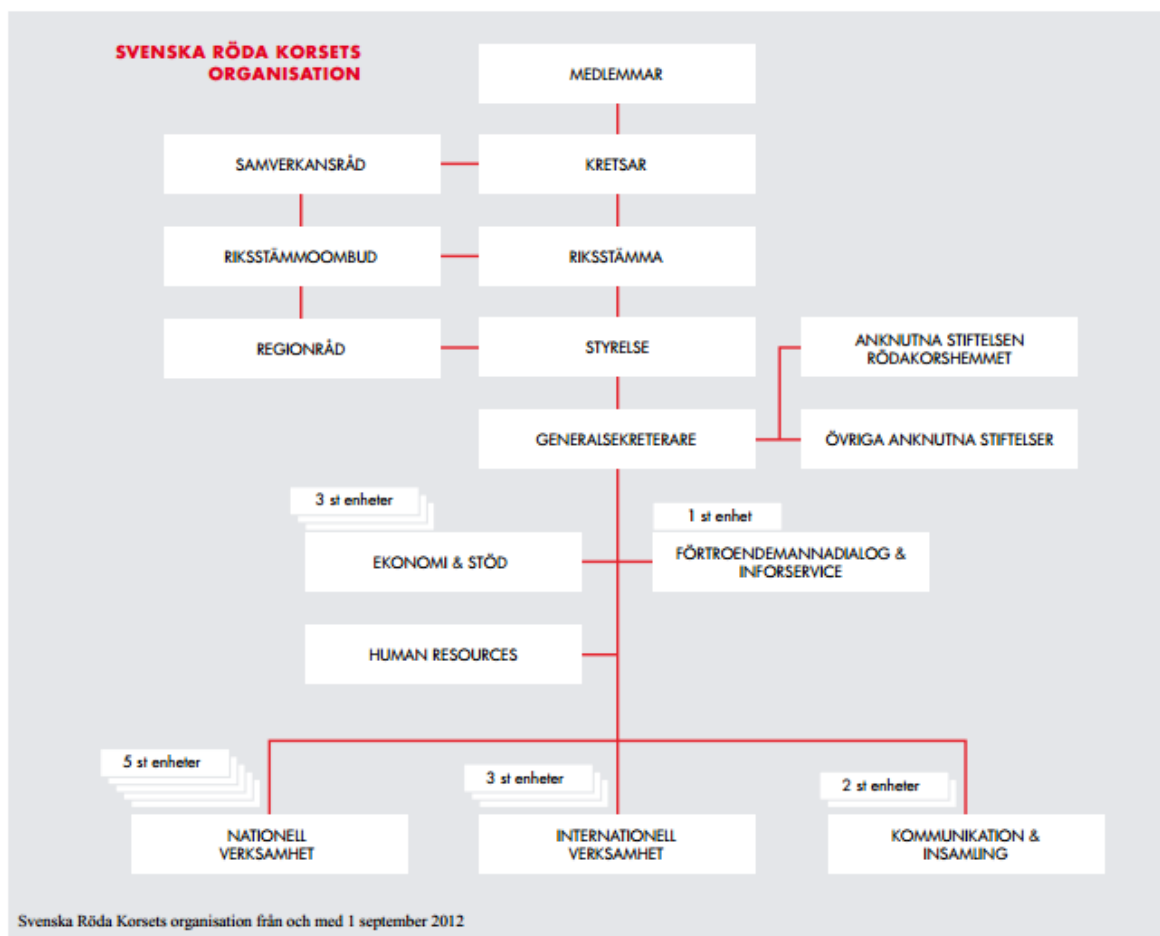 SVENSKA RÖDA KORSETS
ORGANISATION
MEDLEMMAR
SAMVERKANSRÅD
KRETSAR
RIKSSTÄMMOOMBUD
RIKSSTÄMMA
REGIONRÅD
STYRELSE
ANKNUTNA STIFTELSEN
RÖDAKORSHEMMET
GENERALSEKRETERARE
ÖVRIGA ANKNUTNA STIFTELSER
3 st enheter
1 st enhet
EKONOMI & STÖD
FÖRTROENDEMANNADIALOG &
INFORSERVICE
HUMAN RESOURCES
5 st enheter
3 st enheter
2 st enheter
NATIONELL
VERKSAMHET
INTERNATIONELL
VERKSAMHET
KOMMUNIKATION &
INSAMLING
Svenska Röda Korsets organisation från och med 1 september 2012